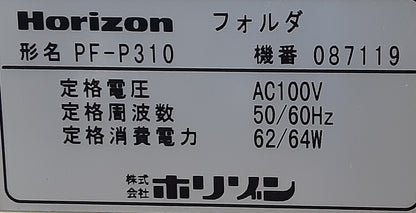 Horizon フォルダ
形名 PF-P310 機番 087119
定格電圧 AC100V
定格周波数 50/60Hz
定格消費電力 62/64W
株式会社 ホリゾン